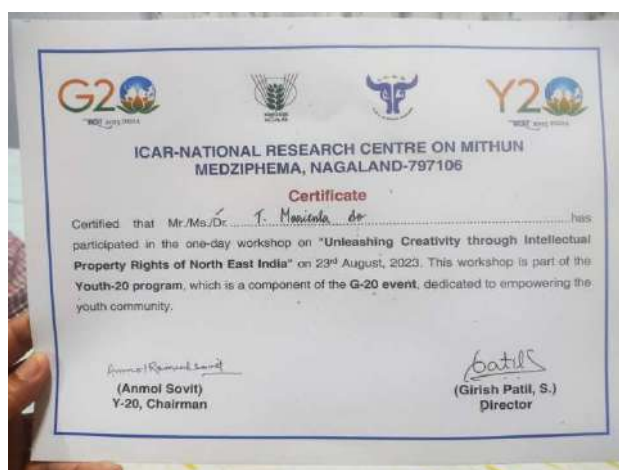 G20
Y20
ICAR-NATIONAL RESEARCH CENTRE ON MITHUN
MEDZIPHEMA, NAGALAND-797106
Certificate
Certified that Mr./Ms./Dr. T. has
participated in the one-day workshop on "Unleashing Creativity through Intellectual
Property Rights of North East India" on 23rd August, 2023. This workshop is part of the
Youth-20 program, which is a component of the G-20 event, dedicated to empowering the
youth community.
(Anmol Sovit)
Y-20, Chairman
(Girish Patil, S.)
Director